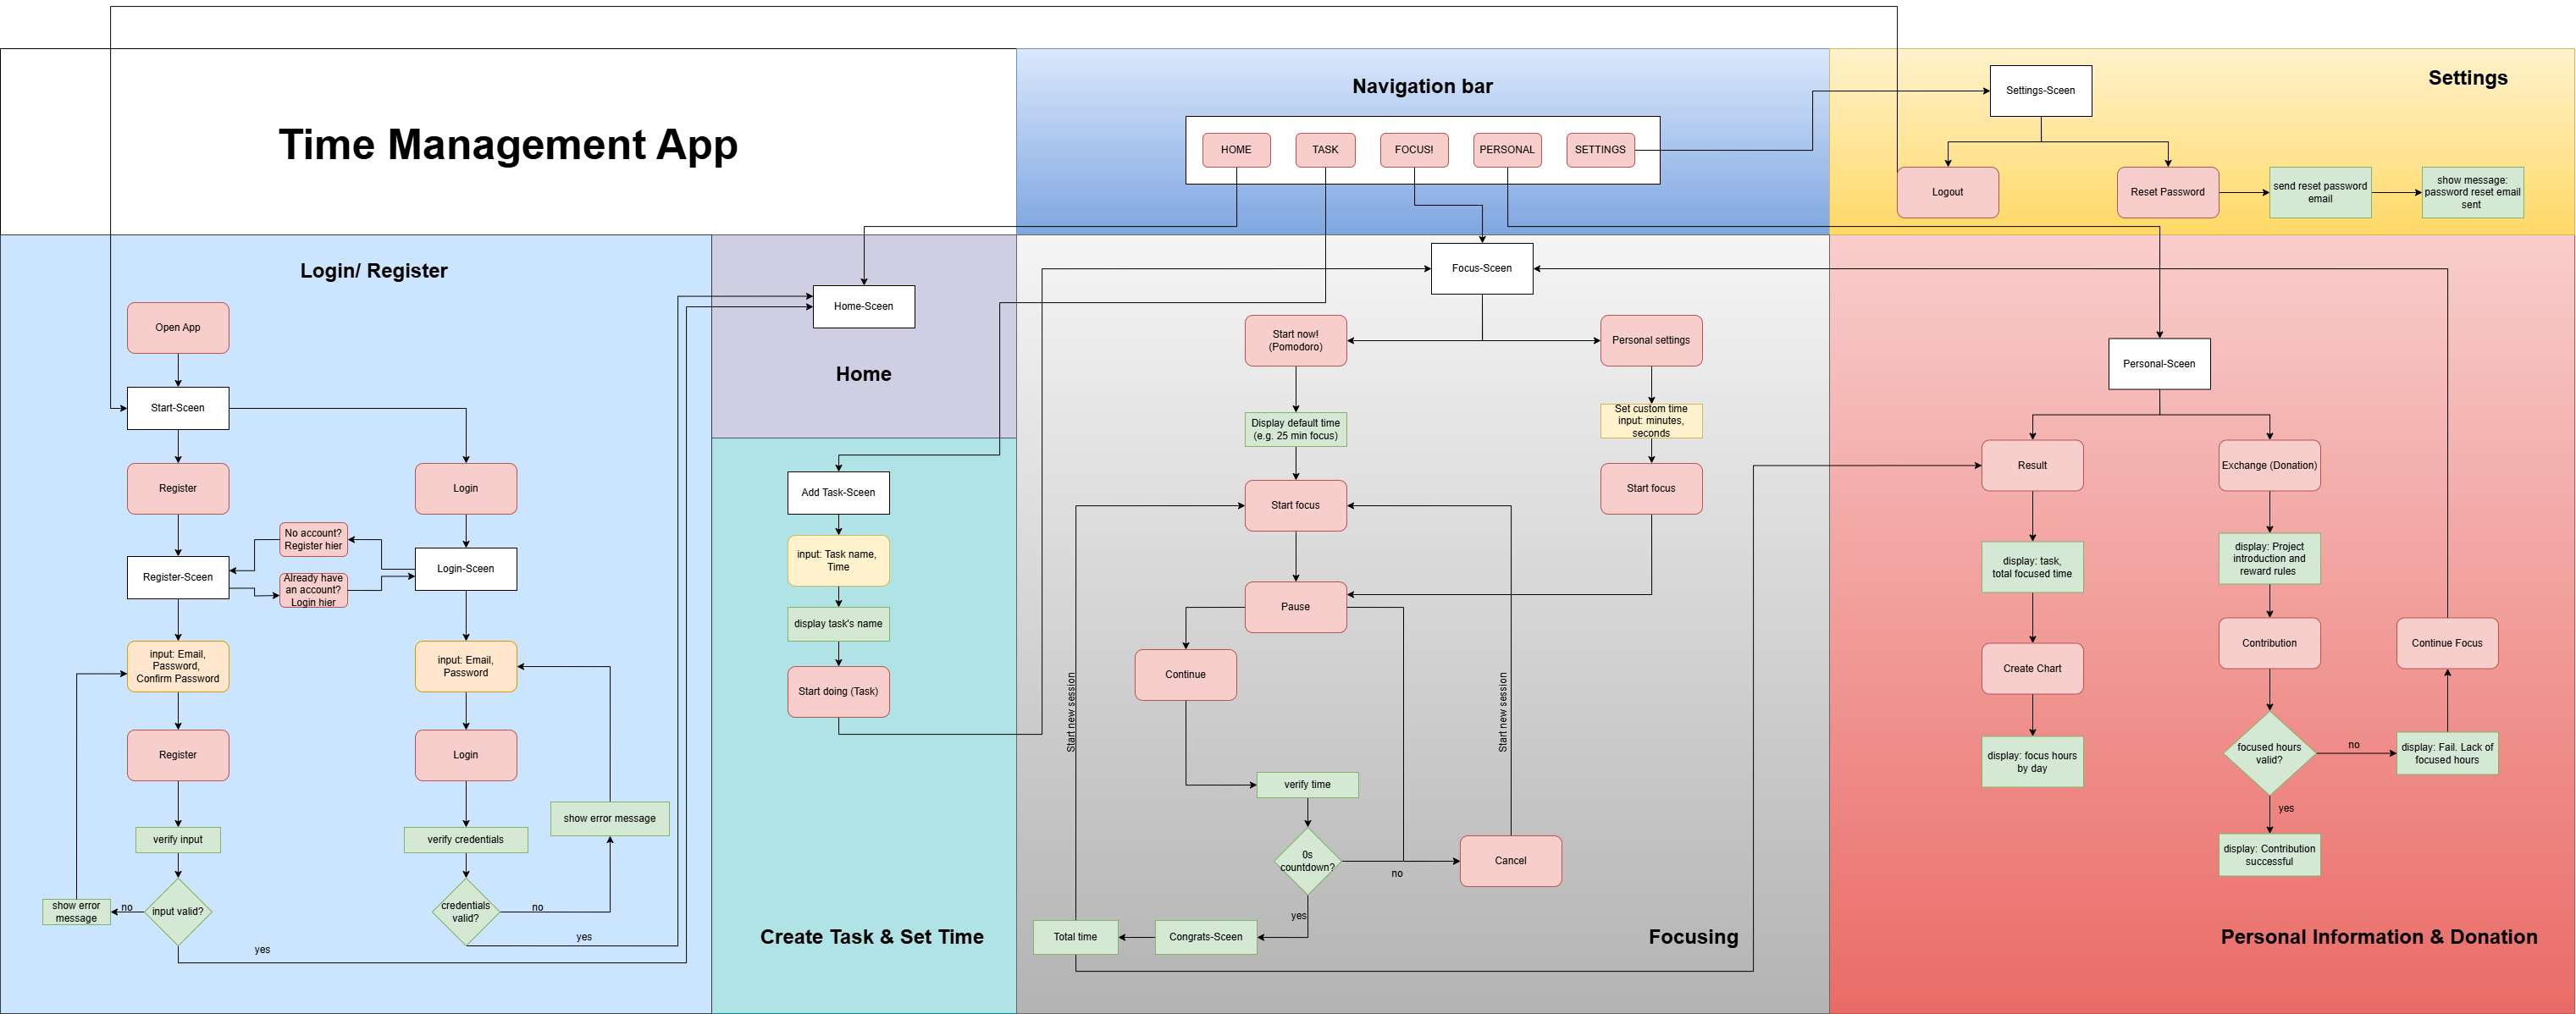 Time Management App
Navigation bar
HOME
TASK
FOCUS!
PERSONAL
SETTINGS
Settings
Settings-Sceen
Logout
Reset Password
send reset password
email
show message:
password reset email
sent
Login/ Register
Open App
Start-Sceen
Register
Login
No account?
Register hier
Already have
an account?
Login hier
Register-Sceen
Login-Sceen
input: Email,
Password,
Confirm Password
input: Email,
Password
Register
Login
verify input
verify credentials
show error message
show error
message
no
input valid?
yes
credentials
valid?
no
yes
Home-Sceen
Home
Add Task-Sceen
input: Task name,
Time
display task's name
Start doing (Task)
Create Task & Set Time
Focus-Sceen
Start now!
(Pomodoro)
Personal settings
Display default time
(e.g. 25 min focus)
Set custom time
input: minutes,
seconds
Start focus
Start focus
Pause
Continue
Start new session
Start new session
verify time
0s
countdown?
no
Cancel
yes
Congrats-Sceen
Total time
Focusing
Personal-Sceen
Result
Exchange (Donation)
display: task,
total focused time
display: Project
introduction and
reward rules
Create Chart
Contribution
Continue Focus
display: focus hours
by day
focused hours
valid?
no
display: Fail. Lack of
focused hours
yes
display: Contribution
successful
Personal Information & Donation